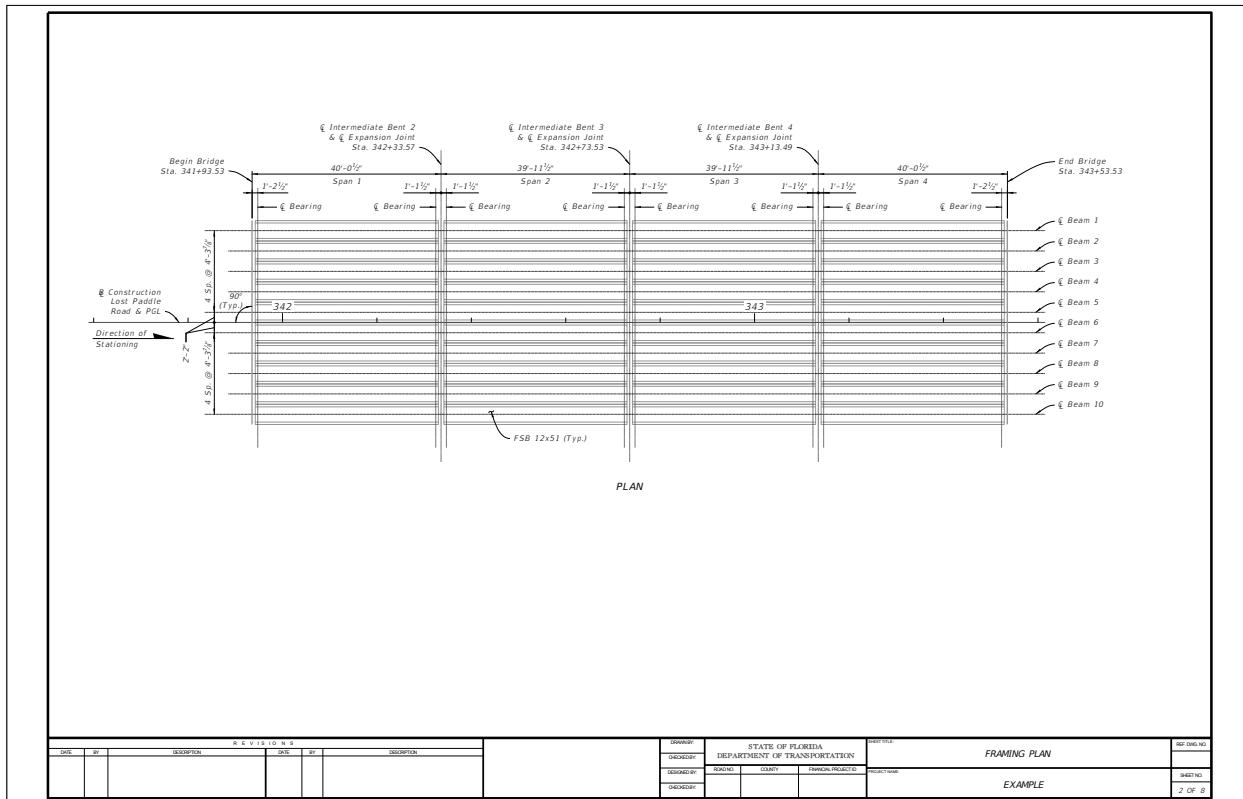 ℄ Intermediate Bent 2
& ℄ Expansion Joint
Sta. 342+33.57
℄ Intermediate Bent 3
& ℄ Expansion Joint
Sta. 342+73.53
℄ Intermediate Bent 4
& ℄ Expansion Joint
Sta. 343+13.49
Begin Bridge
Sta. 341+93.53
End Bridge
Sta. 343+53.53
40'-0½"
Span 1
39'-11½"
Span 2
39'-11½"
Span 3
40'-0½"
Span 4
1'-2½"
1'-1½"
1'-1½"
1'-1½"
1'-1½"
1'-1½"
1'-1½"
1'-2½"
℄ Bearing
℄ Bearing
℄ Bearing
℄ Bearing
℄ Bearing
℄ Bearing
℄ Bearing
℄ Bearing
℄ Beam 1
℄ Beam 2
℄ Beam 3
℄ Beam 4
℄ Beam 5
℄ Beam 6
℄ Beam 7
℄ Beam 8
℄ Beam 9
℄ Beam 10
4 Sp. @ 4'-3⅞"
4 Sp. @ 4'-3⅞"
2'-2"
90°
(Typ.)
342
343
Construction
Lost Paddle
Road & PGL
Direction of
Stationing
FSB 12x51 (Typ.)
PLAN
REVISIONS
DATE BY DESCRIPTION DATE BY DESCRIPTION
DRAWN BY:
CHECKED BY:
DESIGNED BY:
CHECKED BY:
STATE OF FLORIDA
DEPARTMENT OF TRANSPORTATION
ROAD NO. COUNTY FINANCIAL PROJECT ID
SHEET TITLE:
FRAMING PLAN
PROJECT NAME:
EXAMPLE
REF. DWG. NO.
SHEET NO.
2 OF 8